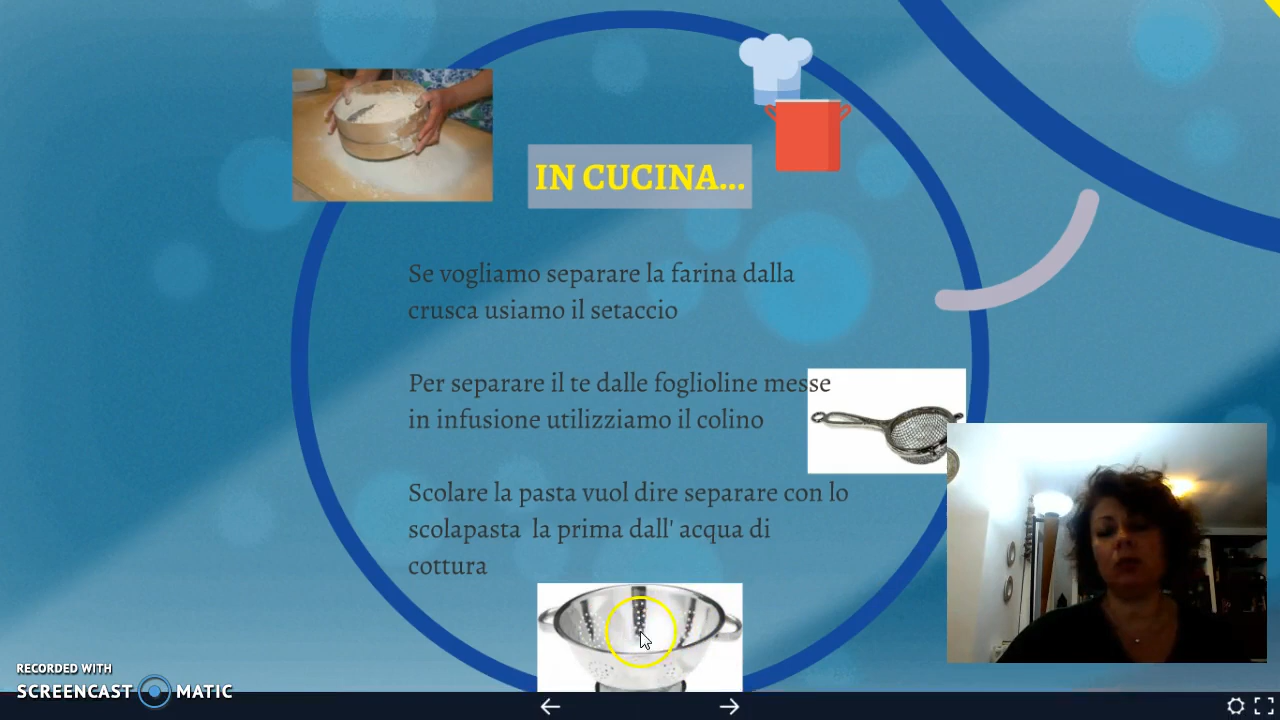 IN CUCINA...
Se vogliamo separare la farina dalla
crusca usiamo il setaccio
Per separare il te dalle foglioline messe
in infusione utilizziamo il colino
Scolare la pasta vuol dire separare con lo
scolapasta la prima dall' acqua di
cottura
RECORDED WITH
SCREENCAST MATIC